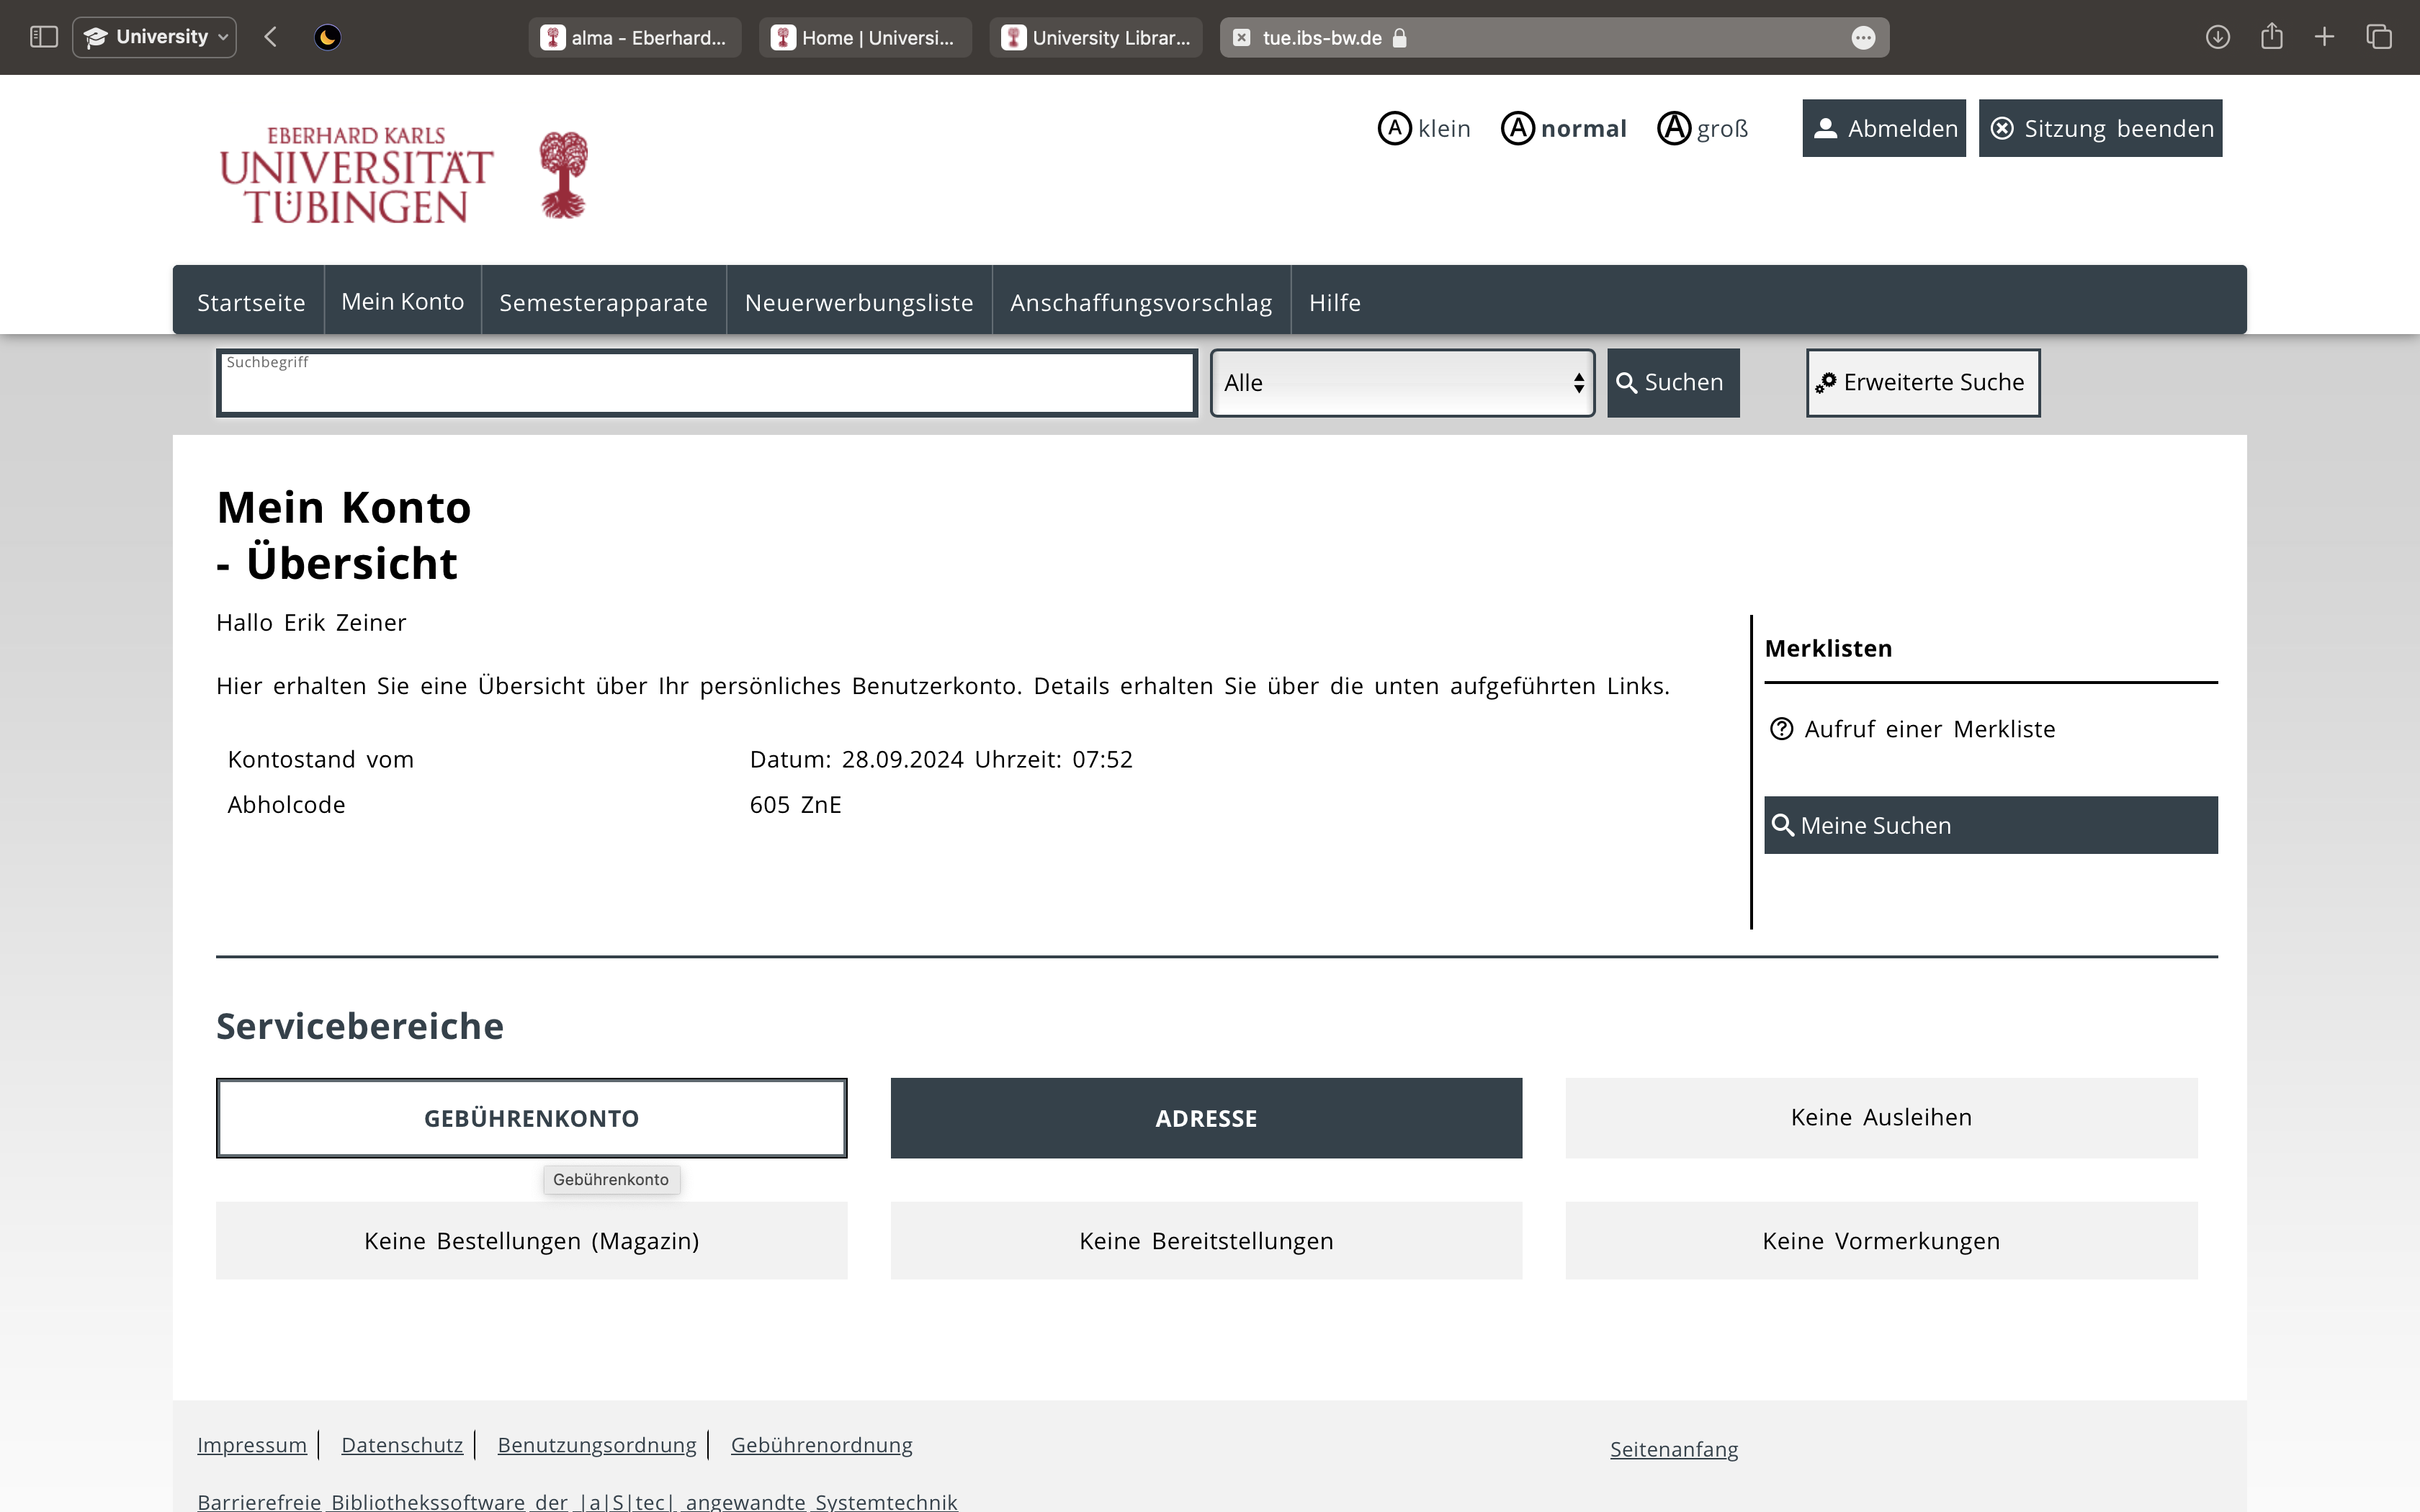 University
alma - Eberhard...
Home | Universi...
University Librar...
tue.ibs-bw.de
EBERHARD KARLS
UNIVERSITÄT
TÜBINGEN
A klein
A normal
A groß
Abmelden
Sitzung beenden
Startseite
Mein Konto
Semesterapparate
Neuerwerbungsliste
Anschaffungsvorschlag
Hilfe
Suchbegriff
Alle
Suchen
Erweiterte Suche
Mein Konto
- Übersicht
Hallo Erik Zeiner
Hier erhalten Sie eine Übersicht über Ihr persönliches Benutzerkonto. Details erhalten Sie über die unten aufgeführten Links.
Kontostand vom Datum: 28.09.2024 Uhrzeit: 07:52
Abholcode 605 ZnE
Merklisten
Aufruf einer Merkliste
Meine Suchen
Servicebereiche
GEBÜHRENKONTO
ADRESSE
Keine Ausleihen
Gebührenkonto
Keine Bestellungen (Magazin)
Keine Bereitstellungen
Keine Vormerkungen
Impressum
Datenschutz
Benutzungsordnung
Gebührenordnung
Seitenanfang
Barrierefreie Bibliothekssoftware der |a|S|tec| angewandte Systemtechnik